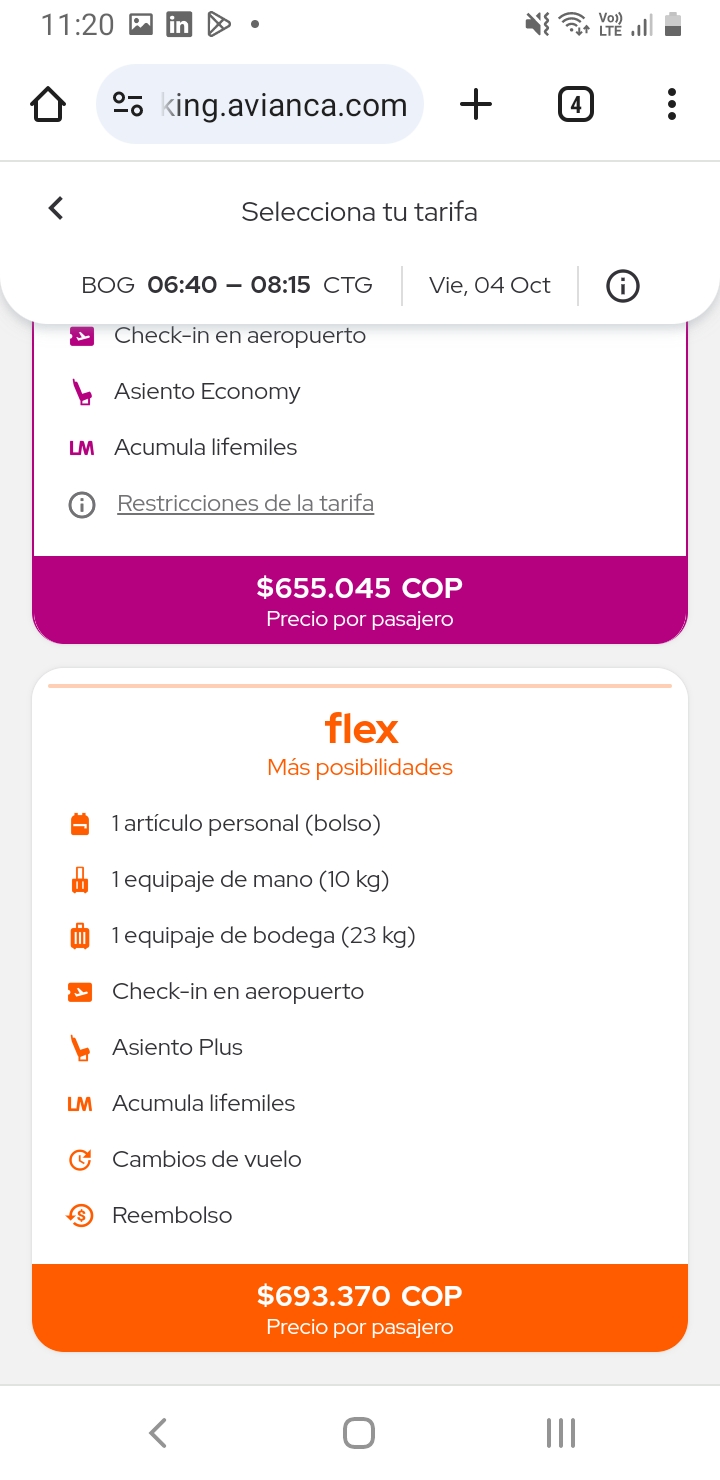 11:20
Vo))
LTE
king.avianca.com
4
Selecciona tu tarifa
BOG 06:40 – 08:15 CTG
Vie, 04 Oct
Check-in en aeropuerto
Asiento Economy
LM Acumula lifemiles
Restricciones de la tarifa
$655.045 COP
Precio por pasajero
flex
Más posibilidades
1 artículo personal (bolso)
1 equipaje de mano (10 kg)
1 equipaje de bodega (23 kg)
Check-in en aeropuerto
Asiento Plus
LM Acumula lifemiles
Cambios de vuelo
Reembolso
$693.370 COP
Precio por pasajero